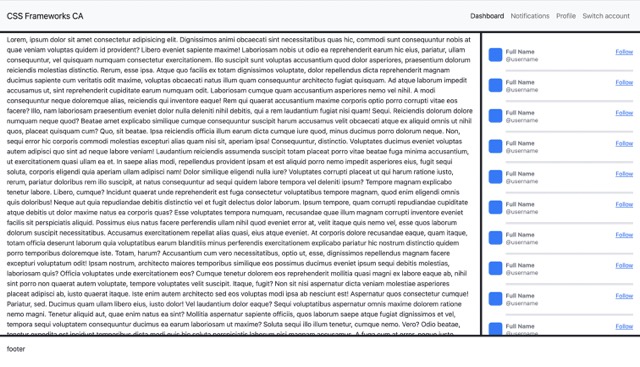 CSS Frameworks CA
Dashboard Notifications Profile Switch account
Lorem, ipsum dolor sit amet consectetur adipisicing elit. Dignissimos animi obcaecati sint necessitatibus quas hic, commodi sunt consequuntur nobis at
quae veniam voluptas quidem id provident? Libero eveniet sapiente maxime! Laboriosam nobis ut odio ea reprehenderit earum hic eius, pariatur, ullam
consequuntur, vel quisquam numquam consectetur exercitationem. Illo suscipit sunt voluptas accusantium quod dolor asperiores, praesentium dolorum
reiciendis molestias distinctio. Rerum, esse ipsa. Atque quo facilis ex totam dignissimos voluptate, dolor repellendus dicta reprehenderit magnam
ducimus sapiente cum veritatis odit maxime, voluptas obcaecati natus illum quam consequuntur architecto fugiat quisquam. Ad atque quo labore impedit
accusamus ut, sint reprehenderit cupiditate earum numquam odit. Laboriosam cumque quam accusantium asperiores nemo vel nihil. A modi
consequuntur neque doloremque alias, reiciendis qui inventore eaque! Rem qui quaerat accusantium maxime corporis optio porro corrupti vitae eos
facere? Illo, nam laboriosam praesentium eveniet dolor nulla deleniti nihil debitis, qui a rem fugiat laudantium reprehenderit fugiat nisi quam! Sequi. Reiciendis dolorum dolore
numquam neque quod? Beatae amet explicabo similique cumque consequuntur suscipit harum accusamus velit obcaecati atque ex aliquid omnis ut nihil
quos, placeat quisquam cum? Quo, sit beatae. Ipsa reiciendis officia illum earum dicta cumque iure quod, minus ducimus porro dolorum neque. Non,
sequi error hic corporis commodi molestias excepturi alias quam nisi sit, aperiam ipsa! Consequuntur, distinctio. Voluptates ducimus eveniet voluptas
autem adipisci quo sint ad neque labore veniam! Laudantium reiciendis assumenda suscipit totam placeat porro vitae beatae fuga minima accusamus,
ut exercitationem quasi ullam ea et. In saepe alias modi, repellendus provident ipsam et est aliquid porro nemo impedit asperiores eius, fugit sequi
soluta, corporis eligendi quia aperiam ullam adipisci nam! Dolor similique eligendi nulla iure? Voluptates corrupti placeat ut qui harum ratione iusto,
rerum, pariatur doloribus rem illo suscipit, at natus consequatur ad sequi quidem labore tempora vel deleniti ipsum? Tempore magnam explicabo
tenetur labore. Libero, cumque? Incidunt quaerat unde reprehenderit est fuga consectetur voluptatibus tempore magnam, quod enim eligendi omnis
quis doloribus! Neque aut quia repudiandae debitis distinctio vel et fugit delectus dolor laborum. Ipsum tempore, quam corrupti repudiandae cupiditate
atque debitis ut dolor maxime natus ea corporis quas? Esse voluptates tempora numquam, recusandae quae illum magnam corrupti at voluptatem
facilis sit perspiciatis aliquid. Possimus eius natus facere perferendis ullam nihil quod eveniet error at, velit itaque quis nemo vel, esse quos laborum
dolorum suscipit necessitatibus. Accusamus exercitationem repellat alias quasi, eius atque eveniet. At corporis dolore recusandae eaque, quam itaque,
totam officia deserunt laborum quia voluptatibus earum blanditiis minus perferendis exercitationem explicabo pariatur hic nostrum distinctio quidem
porro temporibus doloremque iste. Totam, harum? Accusantium cum vero necessitatibus, optio ut, esse, dignissimos repellendus magnam facere
excepturi voluptatum odit! Ipsum nostrum, architecto maiores temporibus similique eos possimus ducimus eveniet ipsum sequi debitis molestias,
laboriosam quis? Officia voluptates unde exercitationem eos? Cumque tenetur dolorem eos reprehenderit mollitia quasi magni ex labore eaque ab, nihil
sint porro non quaerat autem voluptate, tempore voluptates velit suscipit. Itaque, fugit? Non sit nisi aspernatur dicta veniam molestiae asperiores
placeat adipisci ab, iusto quaerat itaque. iste enim autem architecto sed eos voluptas modi ipsa ab nesciunt est! Aspernatur quos consectetur cumque!
Pariatur, sed. Ducimus quam ullam libero eius, iusto dolor! Vel laudantium dolor eaque? Sequi voluptatibus aspernatur omnis maxime dolorem ratione
nemo magni. Tenetur aliquid aut, quae enim natus ea sint? Mollitia aspernatur sapiente officiis, quos laborum saepe atque fugiat dignissimos et vel,
tempora sequi voluptatem consequuntur ducimus ea earum laboriosam ut maxime? Soluta sequi illo illum tenetur, cumque nemo. Vero? Odio beatae,
Full Name Follow
@username
Full Name Follow
@username
Full Name Follow
@username
Full Name Follow
@username
Full Name Follow
@username
Full Name Follow
@username
Full Name Follow
@username
Full Name Follow
@username
Full Name Follow
@username
Full Name Follow
@username
footer